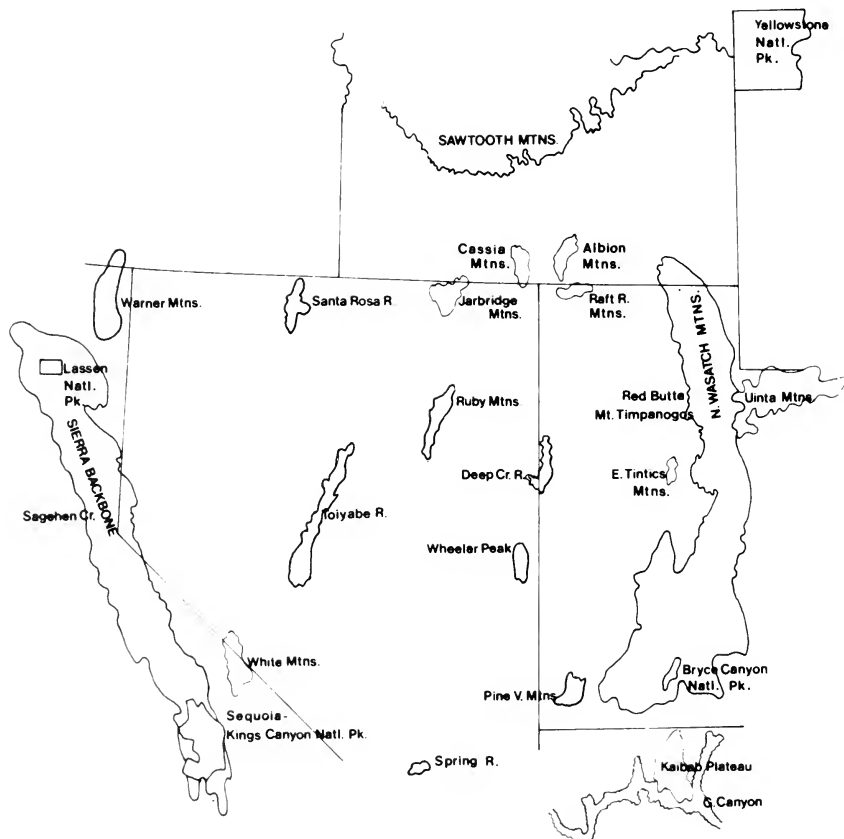 Yellowstone
Natl.
Pk.
SAWTOOTH MTNS.
Cassia
Mtns.
Albion
Mtns.
Warner Mtns.
Santa Rosa R.
Jarbridge
Mtns.
Raft R.
Mtns.
N. WASATCH MTNS.
Lassen
Natl.
Pk.
Ruby Mtns.
Red Butte
Mt. Timpanogos
Uinta Mtns.
SIERRA BACKBONE
Deep Cr. R.
E. Tintics
Mtns.
Sagehen Cr.
Toiyabe R.
Wheeler Peak
White Mtns.
Bryce Canyon
Natl. Pk.
Pine V. Mtns.
Sequoia-
Kings Canyon Natl. Pk.
Spring R.
Kaibab Plateau
G. Canyon